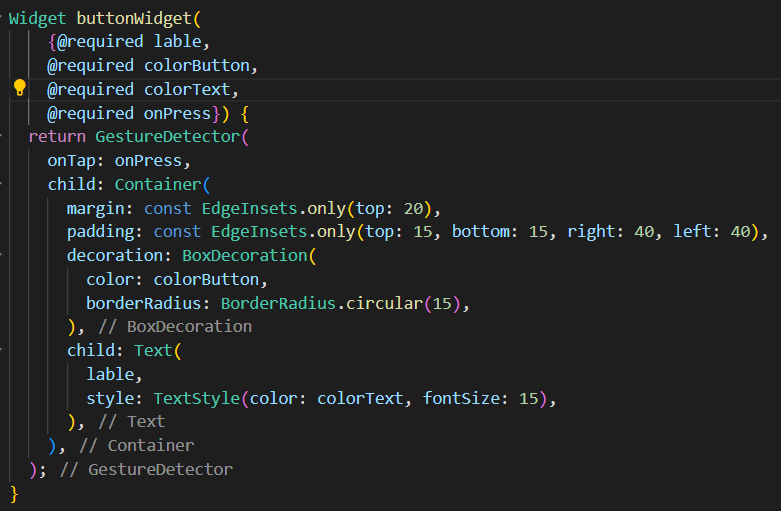 Widget buttonWidget(
{@required lable,
@required colorButton,
@required colorText,
@required onPress}) {
return GestureDetector(
onTap: onPress,
child: Container(
margin: const EdgeInsets.only(top: 20),
padding: const EdgeInsets.only(top: 15, bottom: 15, right: 40, left: 40),
decoration: BoxDecoration(
color: colorButton,
borderRadius: BorderRadius.circular(15),
), // BoxDecoration
child: Text(
lable,
style: TextStyle(color: colorText, fontSize: 15),
), // Text
), // Container
); // GestureDetector
}